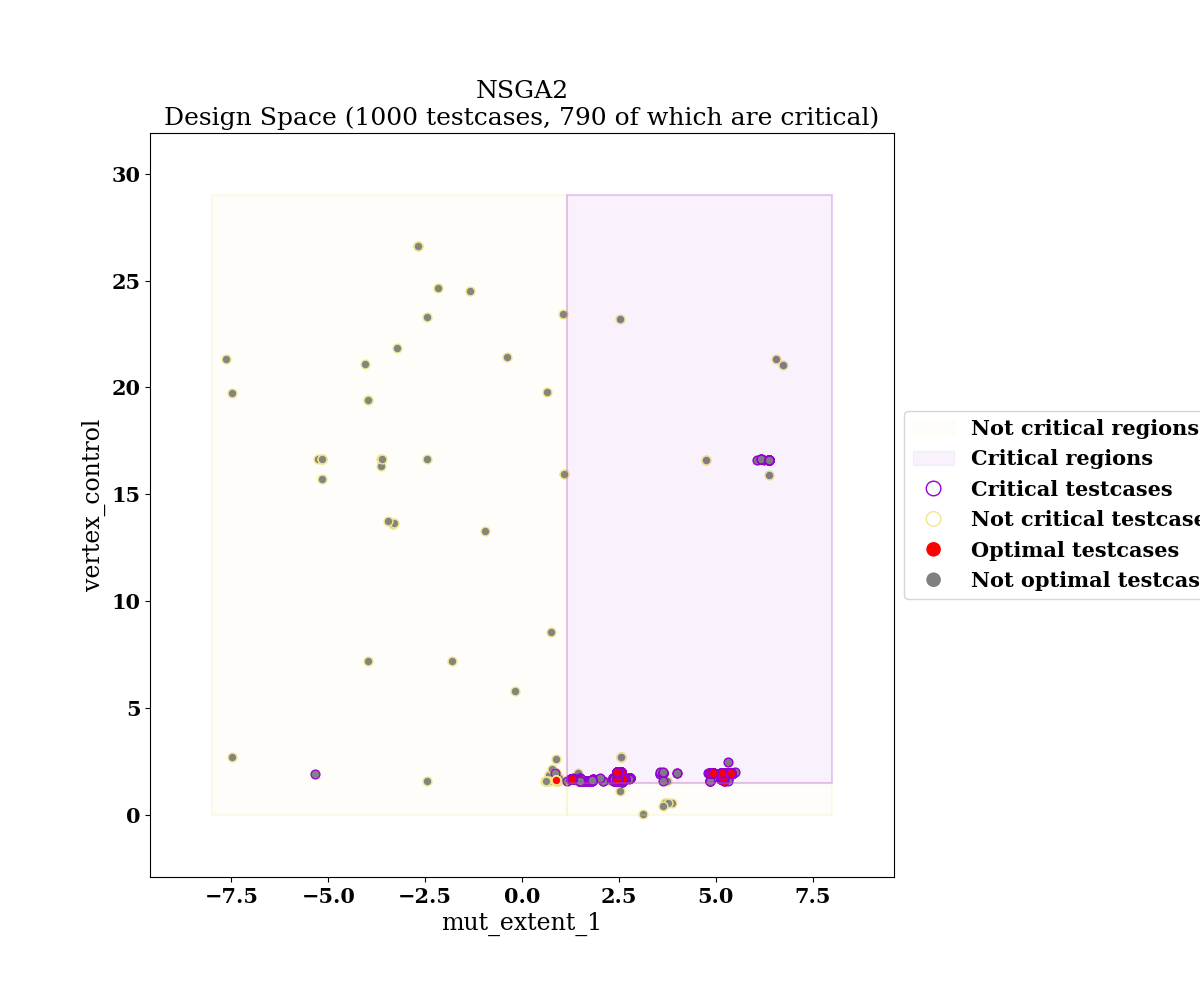 NSGA2
Design Space (1000 testcases, 790 of which are critical)
30
25
20
15
10
5
0
vertex_control
−7.5
−5.0
−2.5
0.0
2.5
5.0
7.5
mut_extent_1
Not critical regions
Critical regions
Critical testcases
Not critical testcase
Optimal testcases
Not optimal testcas